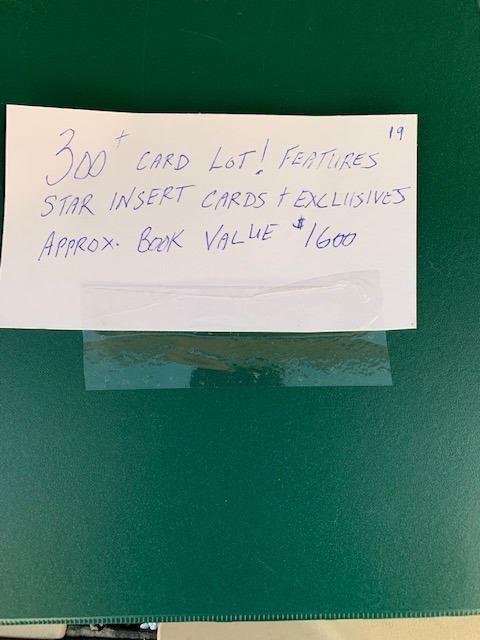 19
300+ CARD LOT! FEATURES
STAR INSERT CARDS + EXCLUSIVES
APPROX. BOOK VALUE $1600